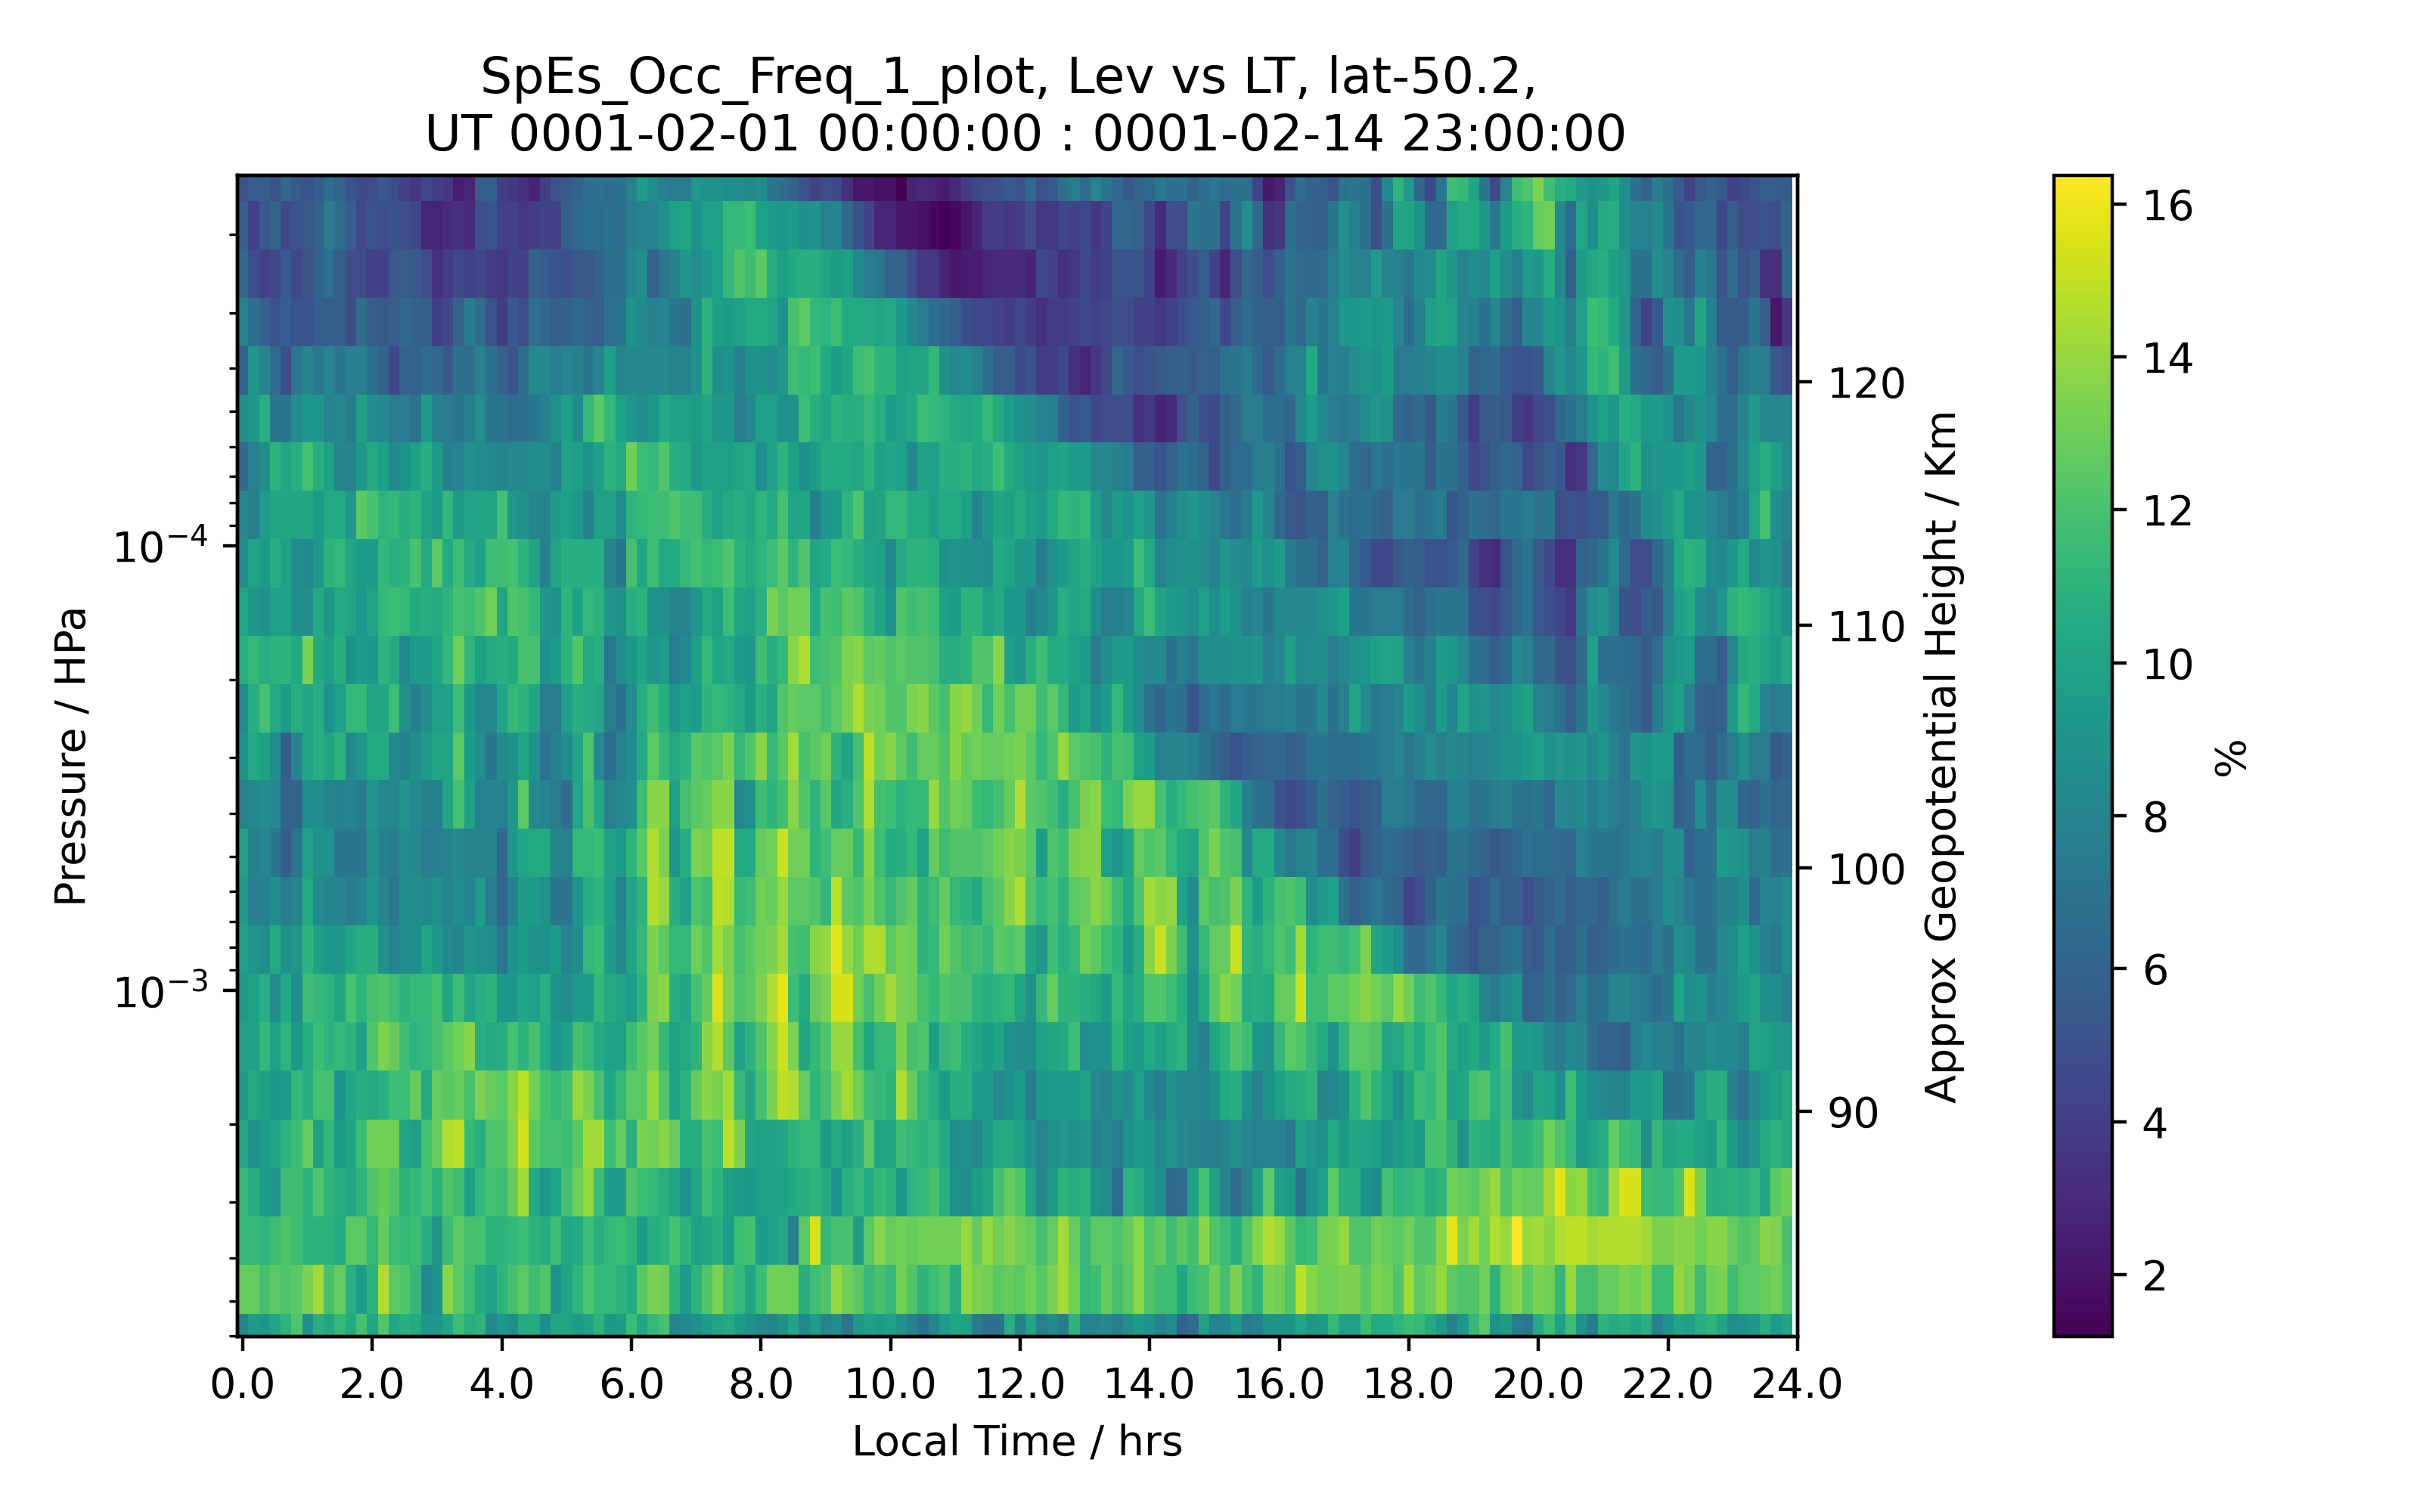 SpEs_Occ_Freq_1_plot, Lev vs LT, lat-50.2,
UT 0001-02-01 00:00:00 : 0001-02-14 23:00:00
Pressure / HPa
10⁻⁴
10⁻³
0.0 2.0 4.0 6.0 8.0 10.0 12.0 14.0 16.0 18.0 20.0 22.0 24.0
Local Time / hrs
120
110
100
90
Approx Geopotential Height / Km
16
14
12
10
8
6
4
2
%